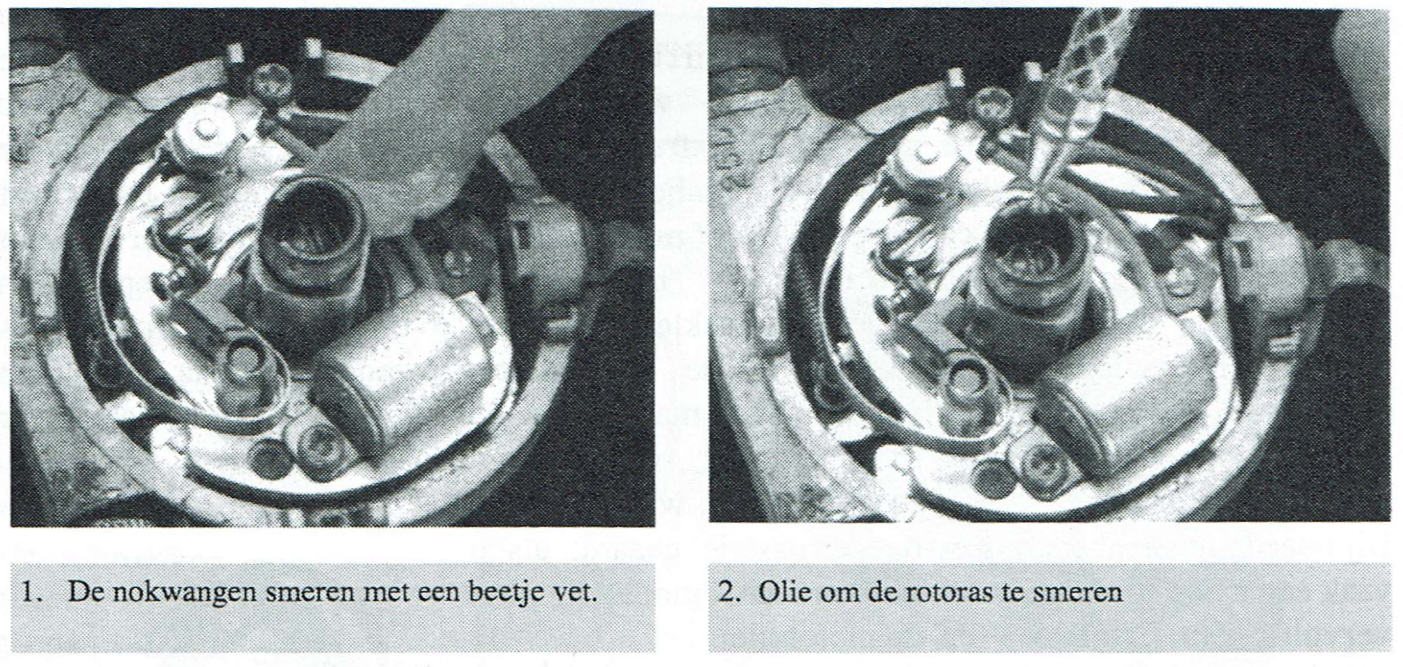 1. De nokwangen smeren met een beetje vet.
2. Olie om de rotoras te smeren